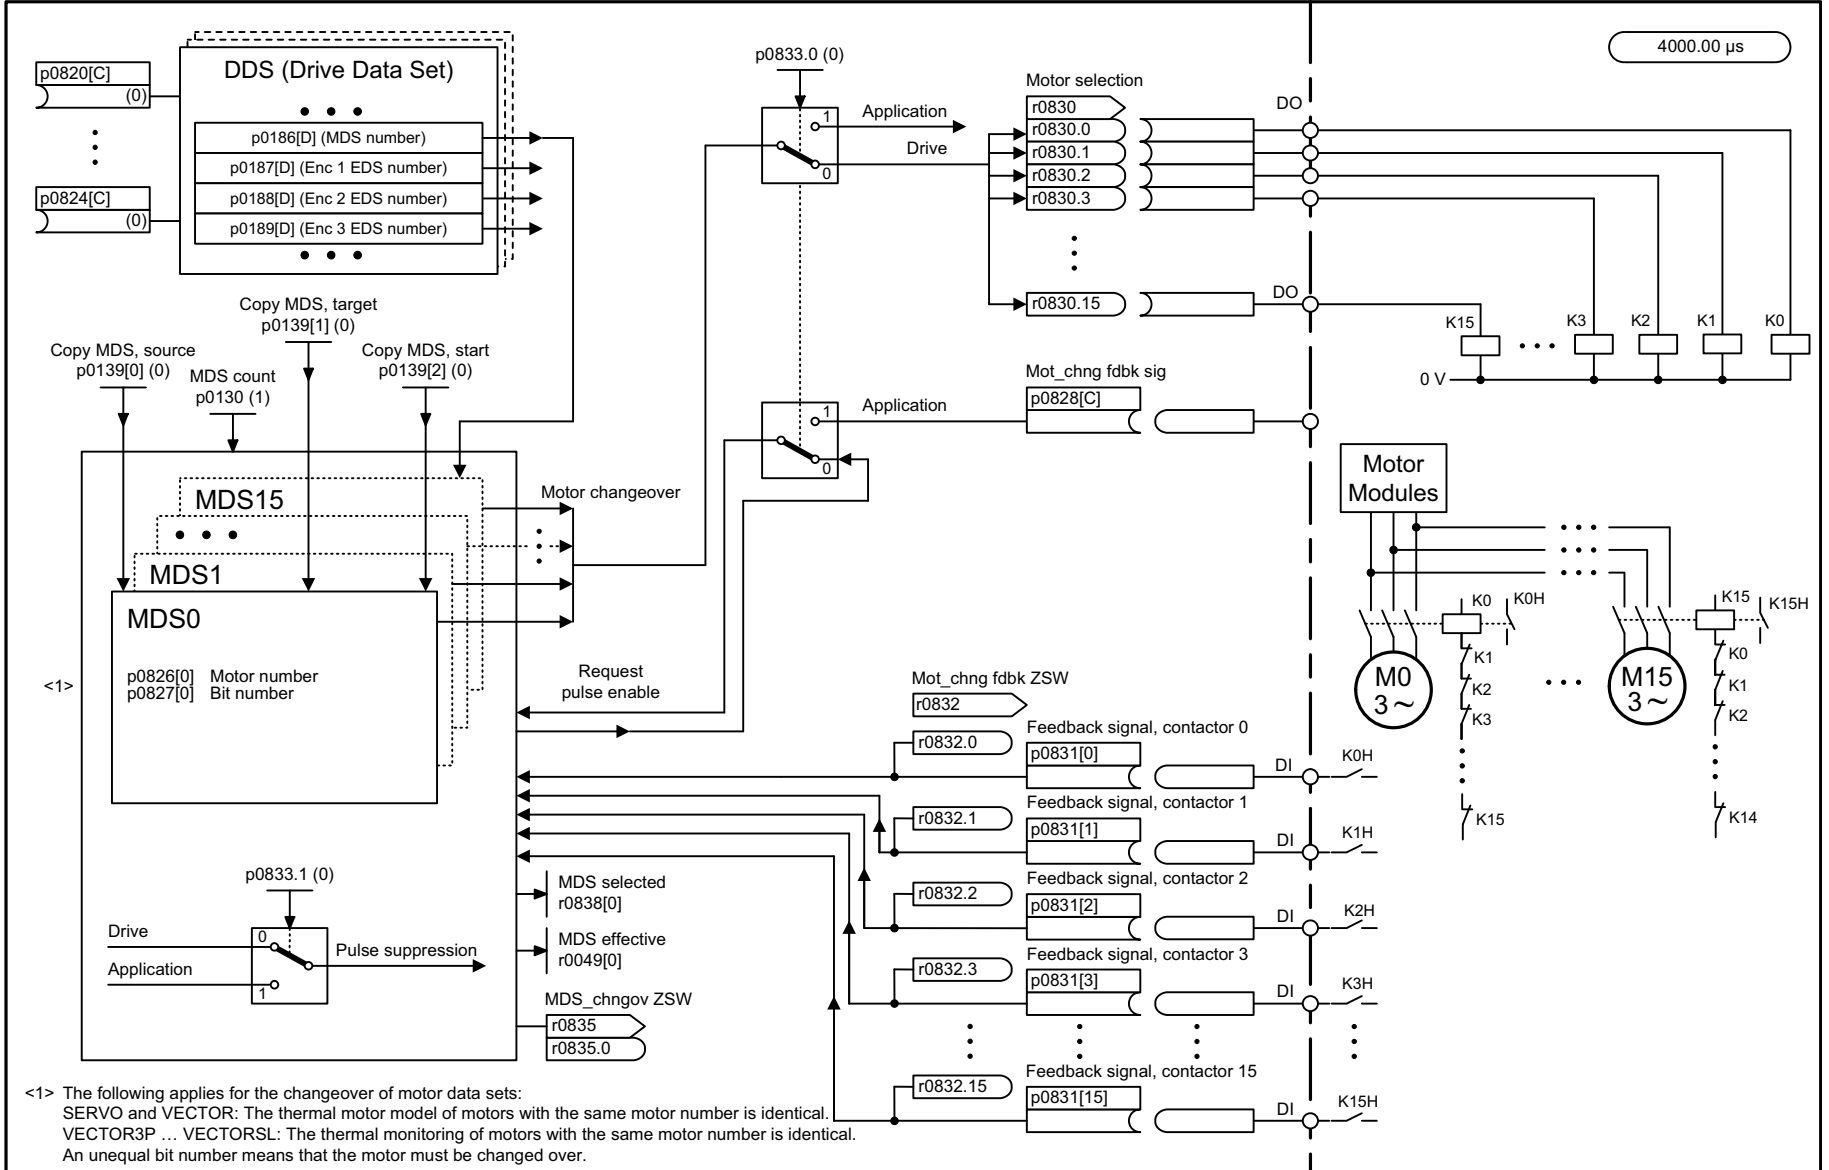 4000.00 µs
p0820[C]
(0)
p0824[C]
(0)
DDS (Drive Data Set)
p0186[D] (MDS number)
p0187[D] (Enc 1 EDS number)
p0188[D] (Enc 2 EDS number)
p0189[D] (Enc 3 EDS number)
p0833.0 (0)
1
0
Application
Drive
Motor selection
r0830
r0830.0
r0830.1
r0830.2
r0830.3
r0830.15
DO
DO
K15
K3
K2
K1
K0
0 V
Copy MDS, target
p0139[1] (0)
Copy MDS, source
p0139[0] (0)
MDS count
p0130 (1)
Copy MDS, start
p0139[2] (0)
1
0
Application
Mot_chng fdbk sig
p0828[C]
MDS15
MDS1
MDS0
p0826[0] Motor number
p0827[0] Bit number
<1>
Motor changeover
Request
pulse enable
Motor
Modules
K0
K0H
K1
K2
K3
K15
M0
3 ~
K15
K15H
K0
K1
K2
K14
M15
3 ~
Mot_chng fdbk ZSW
r0832
r0832.0
Feedback signal, contactor 0
p0831[0]
DI
K0H
r0832.1
Feedback signal, contactor 1
p0831[1]
DI
K1H
r0832.2
Feedback signal, contactor 2
p0831[2]
DI
K2H
r0832.3
Feedback signal, contactor 3
p0831[3]
DI
K3H
r0832.15
Feedback signal, contactor 15
p0831[15]
DI
K15H
p0833.1 (0)
Drive
Application
0
1
Pulse suppression
MDS selected
r0838[0]
MDS effective
r0049[0]
MDS_chngov ZSW
r0835
r0835.0
<1> The following applies for the changeover of motor data sets:
SERVO and VECTOR: The thermal motor model of motors with the same motor number is identical.
VECTOR3P … VECTORSL: The thermal monitoring of motors with the same motor number is identical.
An unequal bit number means that the motor must be changed over.